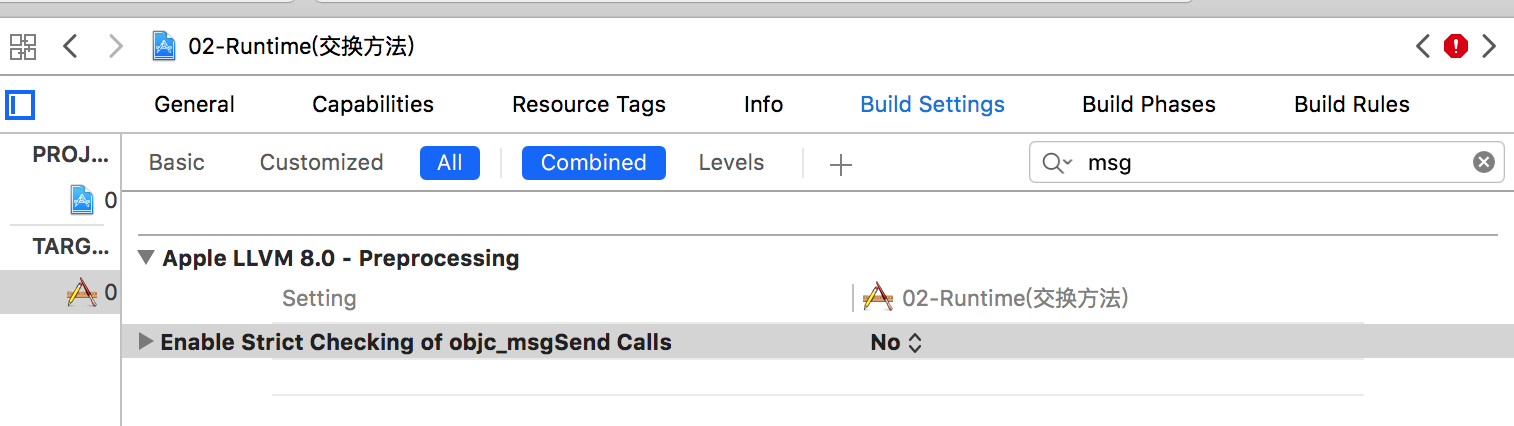 02-Runtime(交换方法)
General Capabilities Resource Tags Info Build Settings Build Phases Build Rules
PROJ...
Basic Customized All Combined Levels msg
0
TARG...
Apple LLVM 8.0 - Preprocessing
0
Setting 02-Runtime(交换方法)
Enable Strict Checking of objc_msgSend Calls No